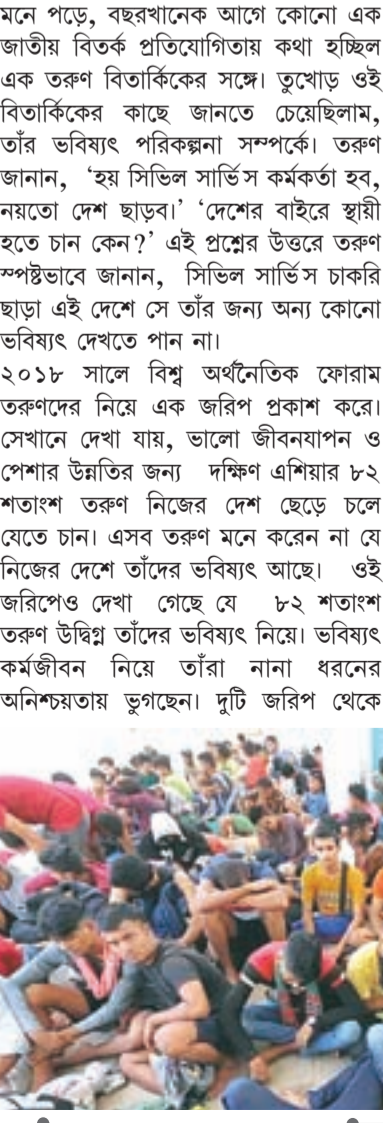 মনে পড়ে, বছরখানেক আগে কোনো এক
জাতীয় বিতর্ক প্রতিযোগিতায় কথা হচ্ছিল
এক তরুণ বিতার্কিকের সঙ্গে। তুখোড় ওই
বিতার্কিকের কাছে জানতে চেয়েছিলাম,
তাঁর ভবিষ্যৎ পরিকল্পনা সম্পর্কে। তরুণ
জানান, ‘হয় সিভিল সার্ভিস কর্মকর্তা হব,
নয়তো দেশ ছাড়ব।’ ‘দেশের বাইরে স্থায়ী
হতে চান কেন?’ এই প্রশ্নের উত্তরে তরুণ
স্পষ্টভাবে জানান, সিভিল সার্ভিস চাকরি
ছাড়া এই দেশে সে তাঁর জন্য অন্য কোনো
ভবিষ্যৎ দেখতে পান না।
২০১৮ সালে বিশ্ব অর্থনৈতিক ফোরাম
তরুণদের নিয়ে এক জরিপ প্রকাশ করে।
সেখানে দেখা যায়, ভালো জীবনযাপন ও
পেশার উন্নতির জন্য দক্ষিণ এশিয়ার ৮২
শতাংশ তরুণ নিজের দেশ ছেড়ে চলে
যেতে চান। এসব তরুণ মনে করেন না যে
নিজের দেশে তাঁদের ভবিষ্যৎ আছে। ওই
জরিপেও দেখা গেছে যে ৮২ শতাংশ
তরুণ উদ্বিগ্ন তাঁদের ভবিষ্যৎ নিয়ে। ভবিষ্যৎ
কর্মজীবন নিয়ে তাঁরা নানা ধরনের
অনিশ্চয়তায় ভুগছেন। দুটি জরিপ থেকে